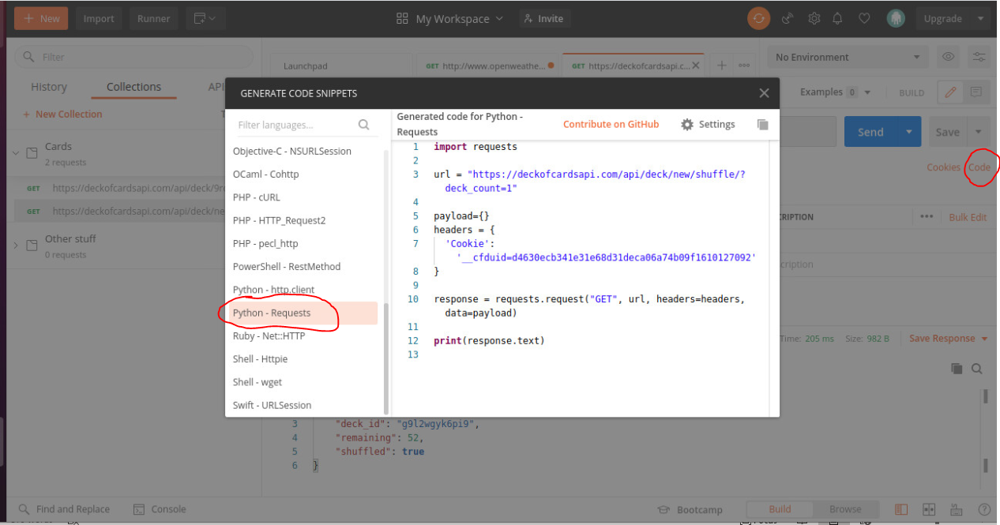 New
Import
Runner
My Workspace
Invite
Upgrade
Filter
History
Collections
API
New Collection
Cards
2 requests
GET https://deckofcardsapi.com/api/deck/9r
GET https://deckofcardsapi.com/api/deck/ne
Other stuff
0 requests
Launchpad
GET http://www.openweathe...
GET https://deckofcardsapi.c...
No Environment
Examples 0
BUILD
Send
Save
Cookies Code
CRIPTION
Bulk Edit
cription
Time: 205 ms Size: 982 B
Save Response
GENERATE CODE SNIPPETS
Filter languages...
Objective-C - NSURLSession
OCaml - Cohttp
PHP - cURL
PHP - HTTP_Request2
PHP - pecl_http
PowerShell - RestMethod
Python - http.client
Python - Requests
Ruby - Net::HTTP
Shell - Httpie
Shell - wget
Swift - URLSession
Generated code for Python -
Requests
Contribute on GitHub
Settings
1 import requests
2
3 url = "https://deckofcardsapi.com/api/deck/new/shuffle/?
deck_count=1"
4
5 payload={}
6 headers = {
7 'Cookie':
'__cfduid=d4630ecb341e31e68d31deca06a74b09f1610127092'
8 }
9
10 response = requests.request("GET", url, headers=headers,
data=payload)
11
12 print(response.text)
13
3 "deck_id": "g9l2wgyk6pi9",
4 "remaining": 52,
5 "shuffled": true
6 }
Find and Replace
Console
Bootcamp
Build
Browse